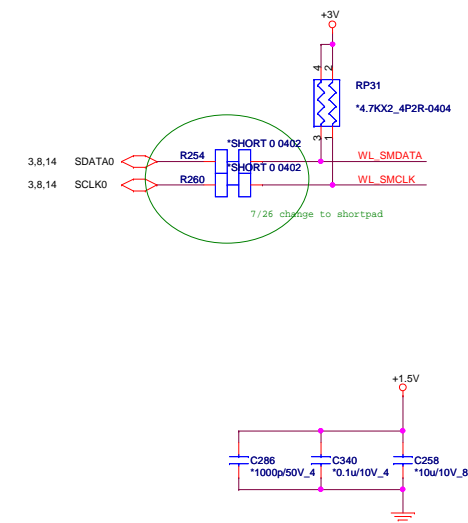 +3V
4 2
RP31
*4.7KX2_4P2R-0404
3 1
*SHORT 0 0402
3,8,14 SDATA0 R254 WL_SMDATA
*SHORT 0 0402
3,8,14 SCLK0 R260 WL_SMCLK
7/26 change to shortpad
+1.5V
C286 C340 C258
*1000p/50V_4 *0.1u/10V_4 *10u/10V_8